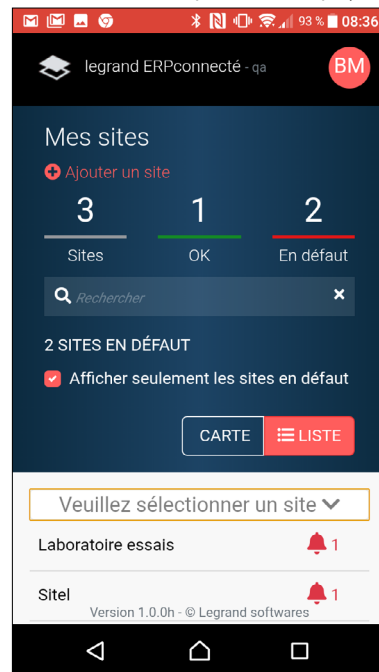 93 % 08:36
legrand ERPconnecté - qa
BM
Mes sites
Ajouter un site
3 1 2
Sites OK En défaut
Rechercher ×
2 SITES EN DÉFAUT
Afficher seulement les sites en défaut
CARTE LISTE
Veuillez sélectionner un site
Laboratoire essais 1
Sitel 1
Version 1.0.0h - © Legrand softwares